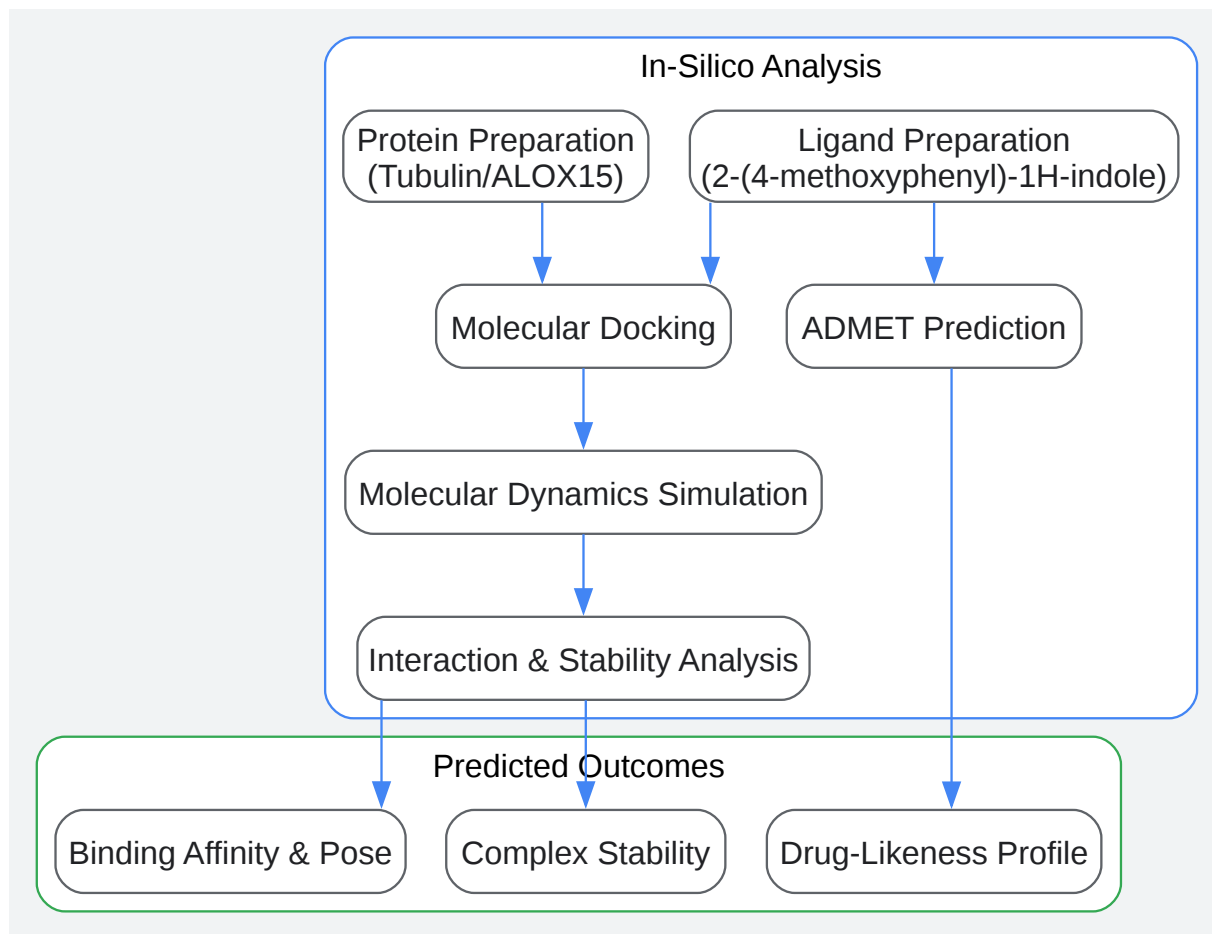 In-Silico Analysis
Protein Preparation
(Tubulin/ALOX15)
Ligand Preparation
(2-(4-methoxyphenyl)-1H-indole)
Molecular Docking
ADMET Prediction
Molecular Dynamics Simulation
Interaction & Stability Analysis
Predicted Outcomes
Binding Affinity & Pose
Complex Stability
Drug-Likeness Profile